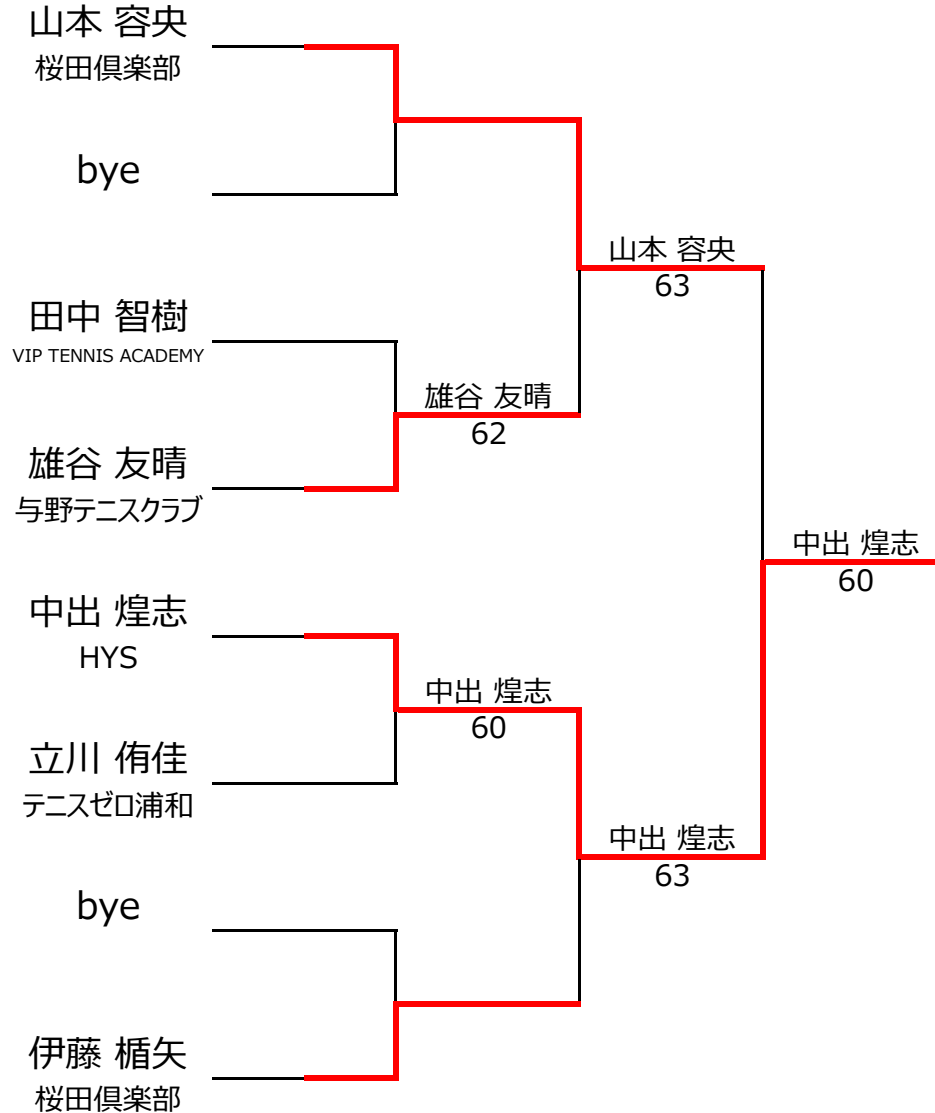 山本 容央
桜田倶楽部
bye
田中 智樹
VIP TENNIS ACADEMY
雄谷 友晴
与野テニスクラブ
中出 煌志
HYS
立川 侑佳
テニスゼロ浦和
bye
伊藤 楯矢
桜田倶楽部
雄谷 友晴
62
中出 煌志
60
山本 容央
63
中出 煌志
63
中出 煌志
60